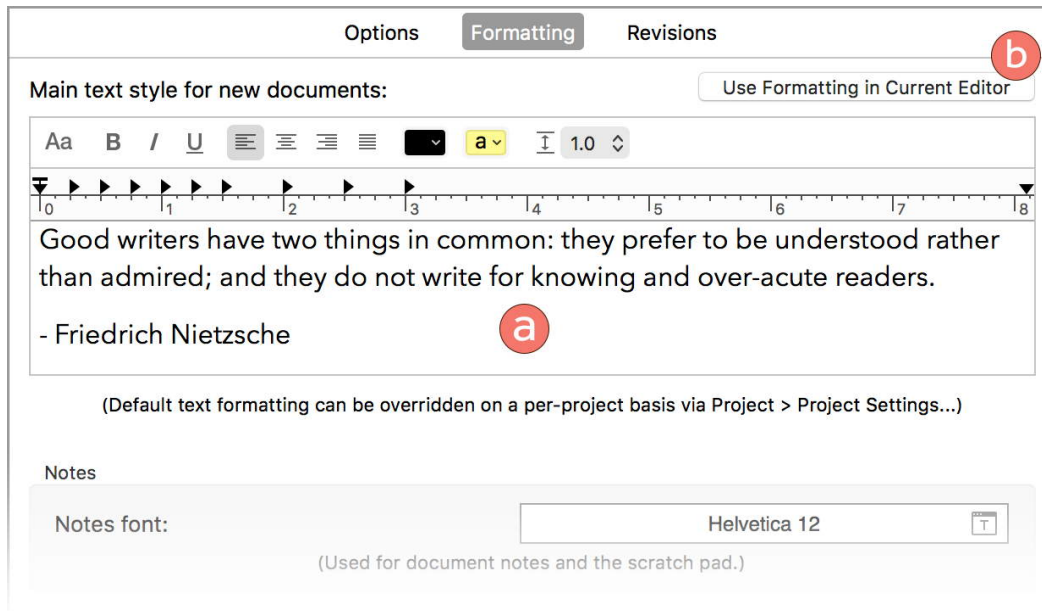 Options Formatting Revisions
b
Main text style for new documents: Use Formatting in Current Editor
Aa B I U a 1.0
0 1 2 3 4 5 6 7 8
Good writers have two things in common: they prefer to be understood rather
than admired; and they do not write for knowing and over-acute readers.
- Friedrich Nietzsche
a
(Default text formatting can be overridden on a per-project basis via Project > Project Settings...)
Notes
Notes font: Helvetica 12 T
(Used for document notes and the scratch pad.)